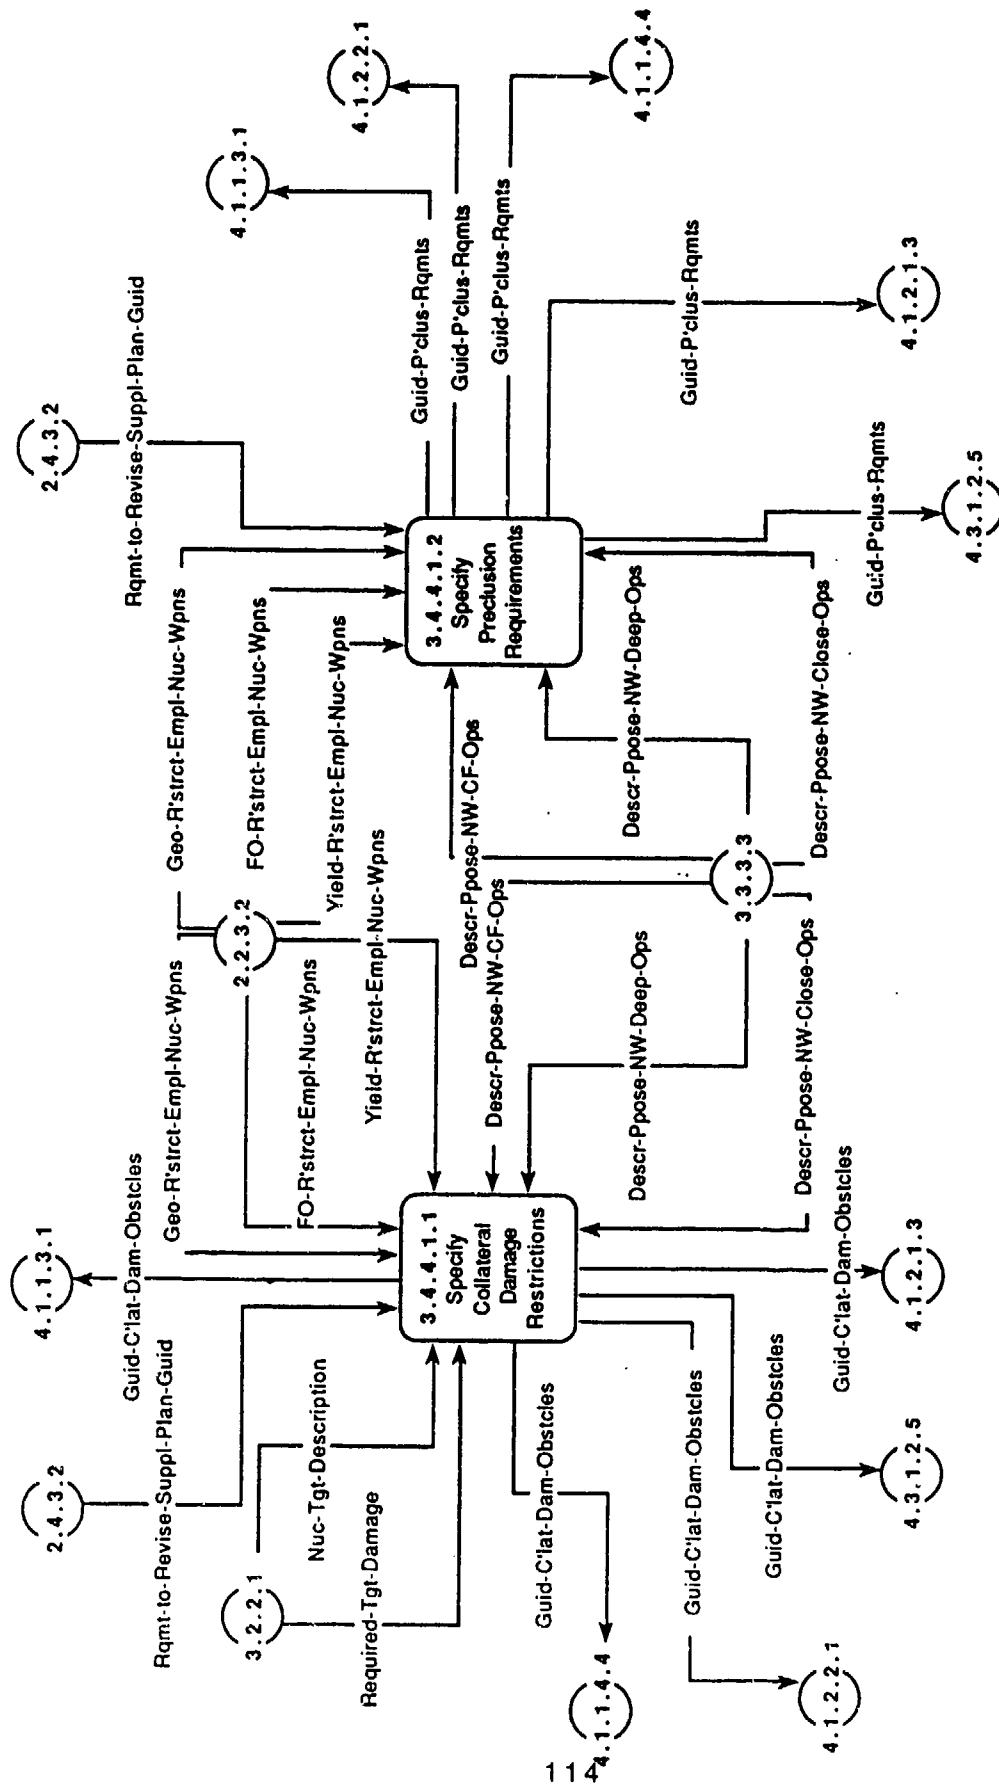 2.4.3.2
Rqmt-to-Revise-Suppl-Plan-Guid
4.1.1.3.1
Guid-C'lat-Dam-Obstcles
Geo-R'strct-Empl-Nuc-Wpns
2.2.3.2
Geo-R'strct-Empl-Nuc-Wpns
2.4.3.2
Rqmt-to-Revise-Suppl-Plan-Guid
4.1.1.3.1
4.1.2.2.1
3.2.2.1
Nuc-Tgt-Description
Required-Tgt-Damage
FO-R'strct-Empl-Nuc-Wpns
Yield-R'strct-Empl-Nuc-Wpns
FO-R'strct-Empl-Nuc-Wpns
Yield-R'strct-Empl-Nuc-Wpns
3.4.4.1.1
Specify
Collateral
Damage
Restrictions
3.4.4.1.2
Specify
Preclusion
Requirements
Guid-P'clus-Rqmts
Guid-P'clus-Rqmts
Guid-P'clus-Rqmts
4.1.1.4.4
Descr-Ppose-NW-CF-Ops
Descr-Ppose-NW-CF-Ops
Guid-C'lat-Dam-Obstcles
4.1.1.4.4
Descr-Ppose-NW-Deep-Ops
Descr-Ppose-NW-Deep-Ops
Guid-P'clus-Rqmts
4.1.2.1.3
3.3.3.3
Guid-C'lat-Dam-Obstcles
4.1.2.2.1
Guid-C'lat-Dam-Obstcles
4.3.1.2.5
Guid-C'lat-Dam-Obstcles
4.1.2.1.3
Descr-Ppose-NW-Close-Ops
Descr-Ppose-NW-Close-Ops
Guid-P'clus-Rqmts
4.3.1.2.5
114